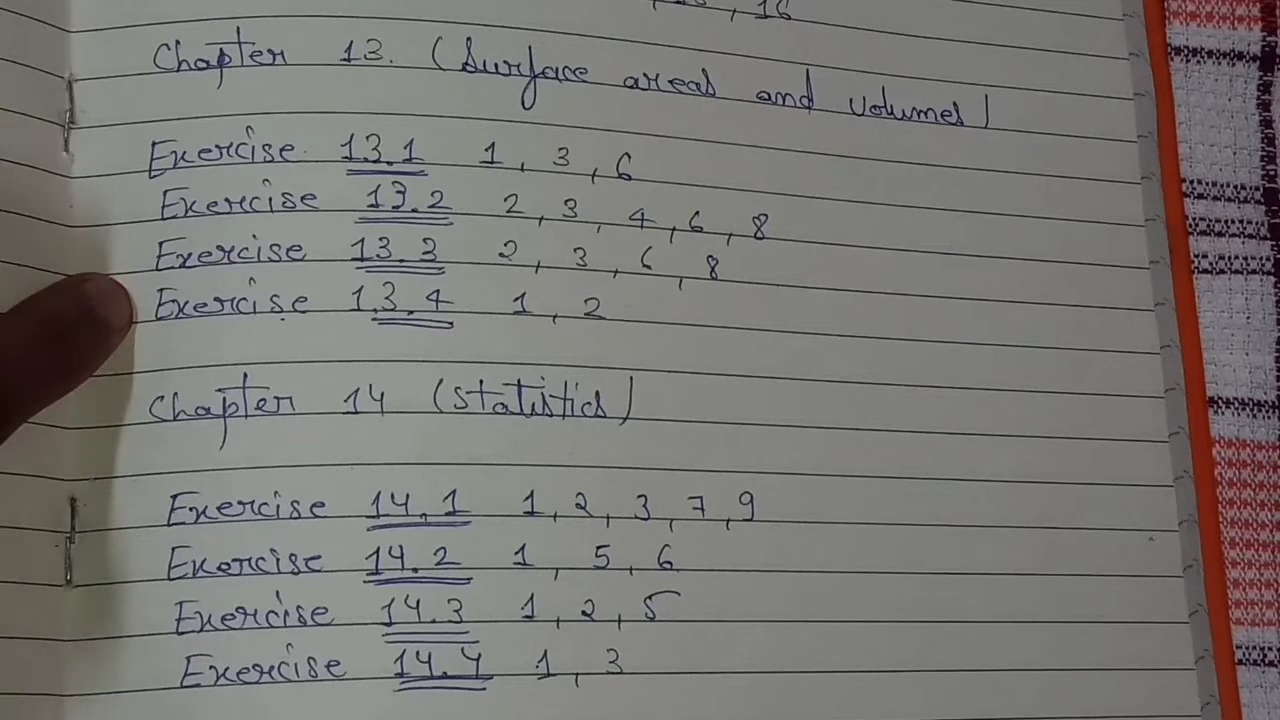 , 16
Chapter 13. (Surface areas and volumes)
Exercise 13.1 1, 3, 6
Exercise 13.2 2, 3, 4, 6, 8
Exercise 13.3 2, 3, 6, 8
Exercise 13.4 1, 2
Chapter 14 (Statistics)
Exercise 14.1 1, 2, 3, 7, 9
Exercise 14.2 1, 5, 6
Exercise 14.3 1, 2, 5
Exercise 14.4 1, 3